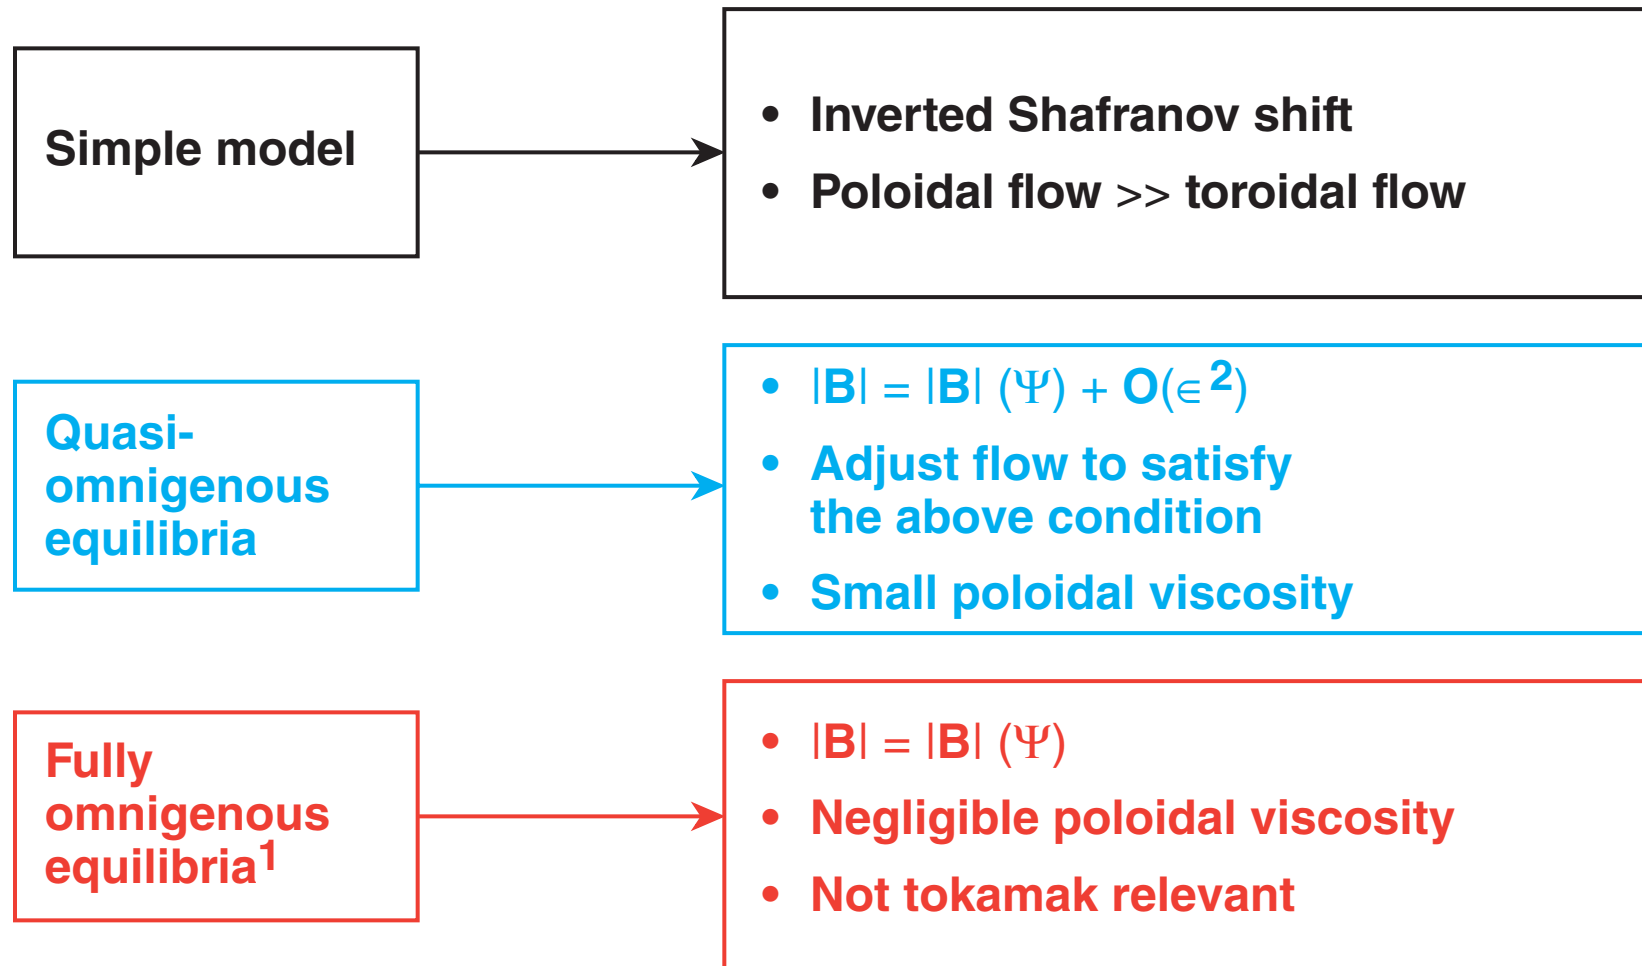 Simple model
• Inverted Shafranov shift
• Poloidal flow >> toroidal flow
Quasi-
omnigenous
equilibria
• |B| = |B| (Ψ) + O(∈²)
• Adjust flow to satisfy
the above condition
• Small poloidal viscosity
Fully
omnigenous
equilibria¹
• |B| = |B| (Ψ)
• Negligible poloidal viscosity
• Not tokamak relevant